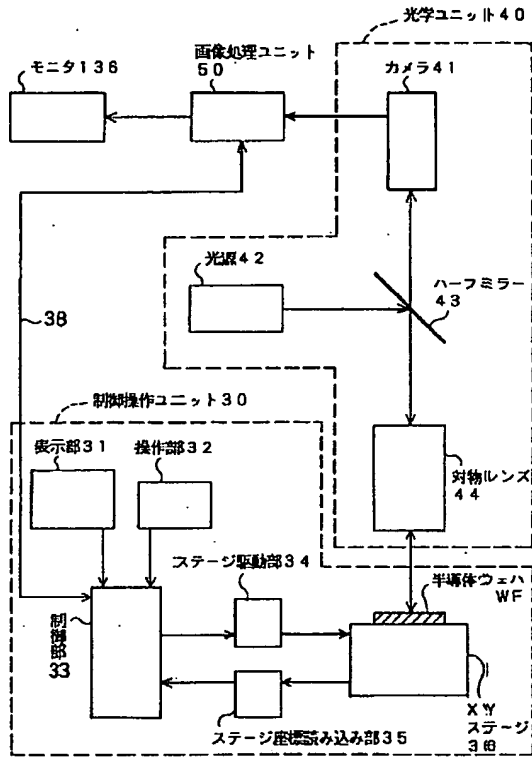 光学ユニット40
画像処理ユニット
50
モニタ136
カメラ41
光源42
ハーフミラー
43
38
制御操作ユニット30
表示部31
操作部32
対物レンズ
44
ステージ駆動部34
半導体ウェハ
WF
制御部
33
ステージ座標読み込み部35
XYステージ